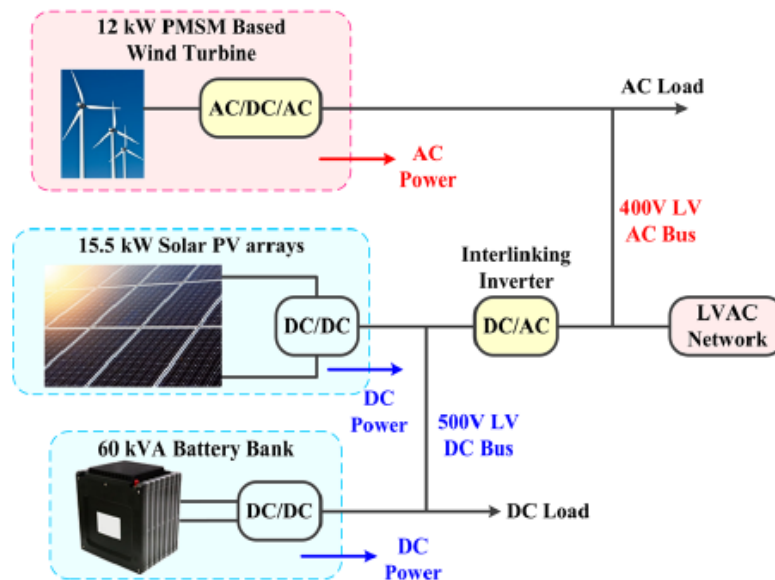 12 kW PMSM Based
Wind Turbine
AC/DC/AC
AC Load
AC
Power
400V LV
AC Bus
15.5 kW Solar PV arrays
Interlinking
Inverter
DC/DC
DC/AC
LVAC
Network
DC
Power
500V LV
DC Bus
60 kVA Battery Bank
DC/DC
DC Load
DC
Power